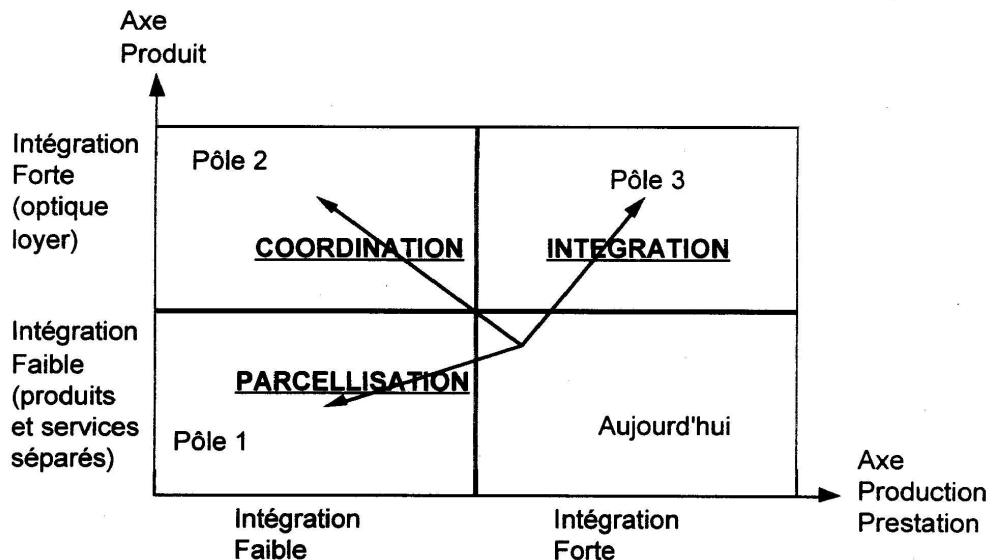 Axe
Produit
Intégration
Forte
(optique
loyer)
Pôle 2
Pôle 3
COORDINATION
INTEGRATION
Intégration
Faible
(produits
et services
séparés)
PARCELLISATION
Pôle 1
Aujourd'hui
Axe
Production
Prestation
Intégration
Faible
Intégration
Forte